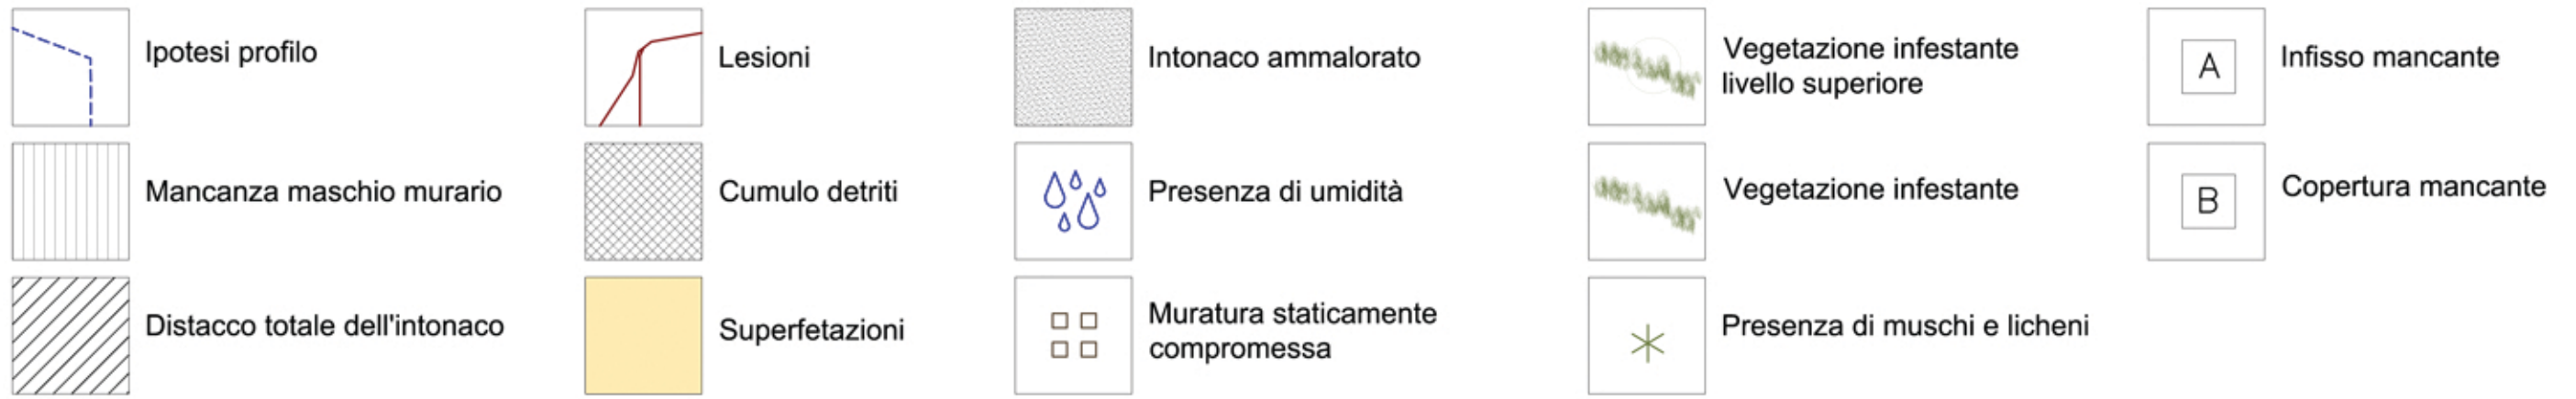 Ipotesi profilo
Mancanza maschio murario
Distacco totale dell'intonaco
Lesioni
Cumulo detriti
Superfetazioni
Intonaco ammalorato
Presenza di umidità
Muratura staticamente
compromessa
Vegetazione infestante
livello superiore
Vegetazione infestante
Presenza di muschi e licheni
A
Infisso mancante
B
Copertura mancante